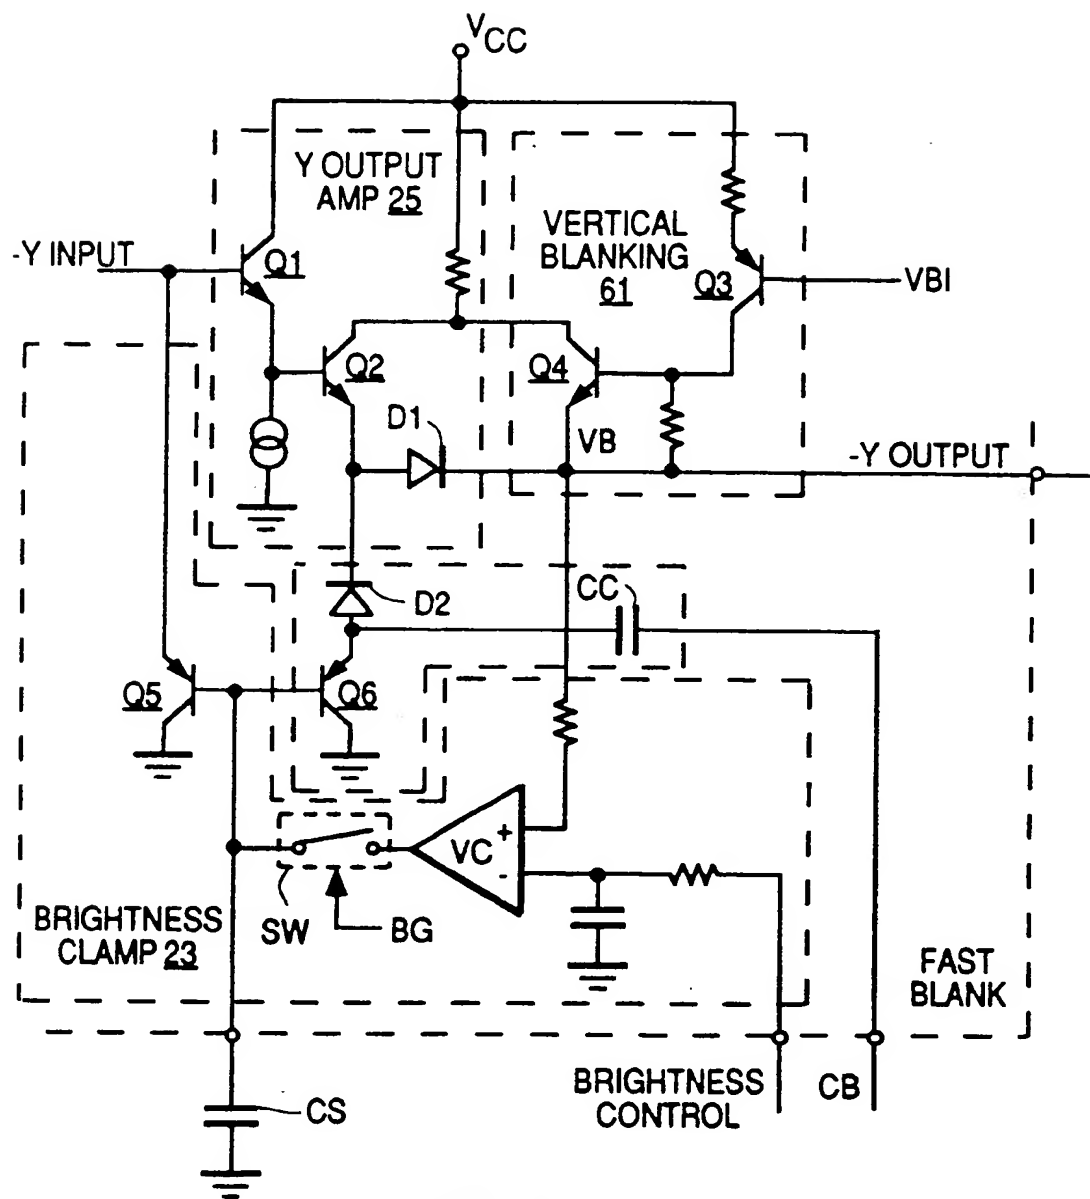 VCC
Y OUTPUT
AMP 25
VERTICAL
BLANKING
61
-Y INPUT
Q1
Q3
VBI
Q2
Q4
D1
VB
-Y OUTPUT
CC
D2
Q5
Q6
+
VC
-
SW
BG
BRIGHTNESS
CLAMP 23
FAST
BLANK
BRIGHTNESS
CONTROL
CB
CS